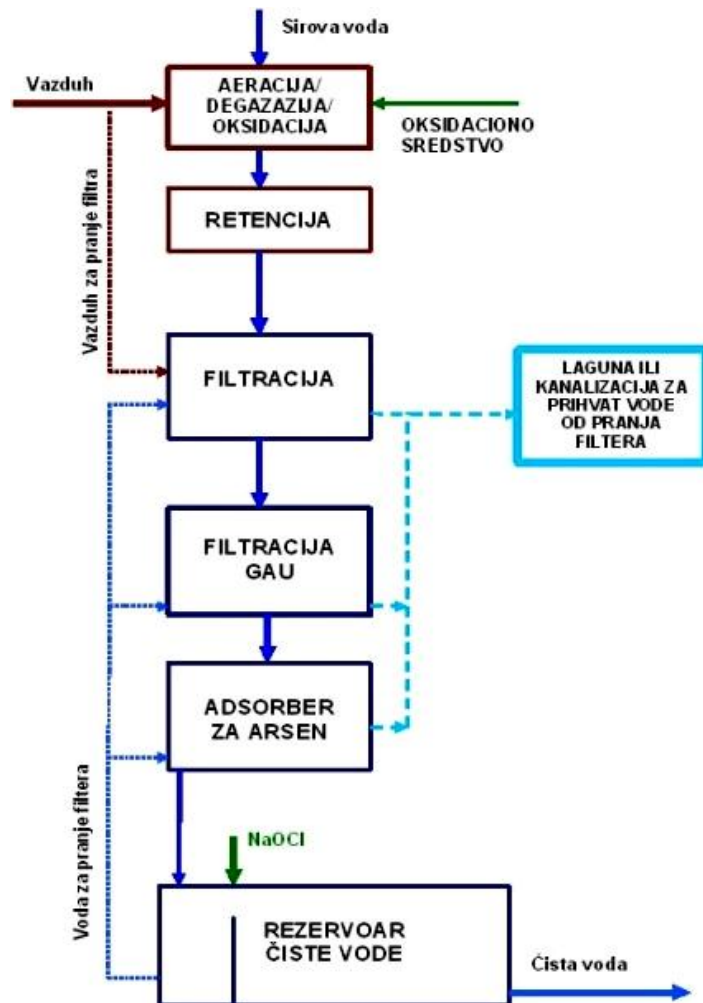 Sirova voda
Vazduh
AERACIJA/
DEGAZAZIJA/
OKSIDACIJA
OKSIDACIONO
SREDSTVO
RETENCIJA
Vazduh za pranje filtra
FILTRACIJA
LAGUNA ILI
KANALIZACIJA ZA
PRIHVAT VODE
OD PRANJA
FILTERA
FILTRACIJA
GAU
ADSORBER
ZA ARSEN
Voda za pranje filtera
NaOCl
REZERVOAR
ČISTE VODE
Čista voda